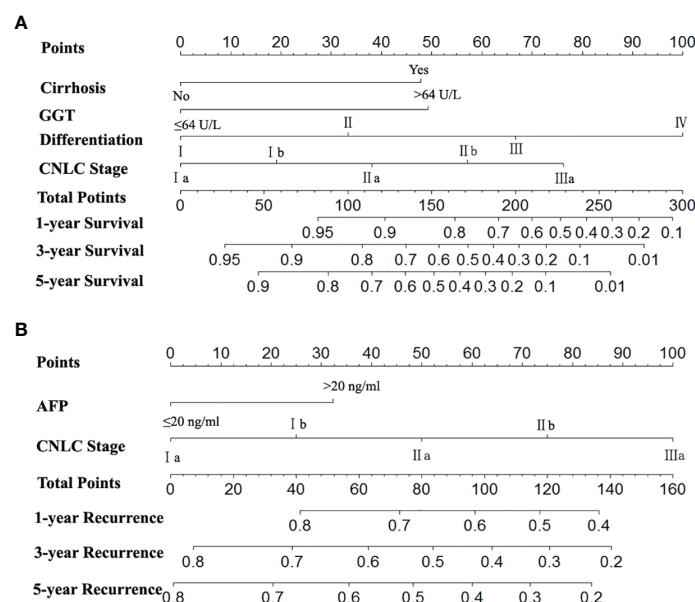 A
Points 0 10 20 30 40 50 60 70 80 90 100
Yes
Cirrhosis
No >64 U/L
GGT
≤64 U/L Ⅱ Ⅳ
Differentiation
Ⅰ Ⅰb Ⅱb Ⅲ
CNLC Stage
Ⅰa Ⅱa Ⅲa
Total Potints 0 50 100 150 200 250 300
1-year Survival
0.95 0.9 0.8 0.7 0.6 0.5 0.4 0.3 0.2 0.1
3-year Survival
0.95 0.9 0.8 0.7 0.6 0.5 0.4 0.3 0.2 0.1 0.01
5-year Survival
0.9 0.8 0.7 0.6 0.5 0.4 0.3 0.2 0.1 0.01
B
Points 0 10 20 30 40 50 60 70 80 90 100
>20 ng/ml
AFP
≤20 ng/ml Ⅰb Ⅱb
CNLC Stage
Ⅰa Ⅱa Ⅲa
Total Points 0 20 40 60 80 100 120 140 160
1-year Recurrence
0.8 0.7 0.6 0.5 0.4
3-year Recurrence
0.8 0.7 0.6 0.5 0.4 0.3 0.2
5-year Recurrence
0.8 0.7 0.6 0.5 0.4 0.3 0.2